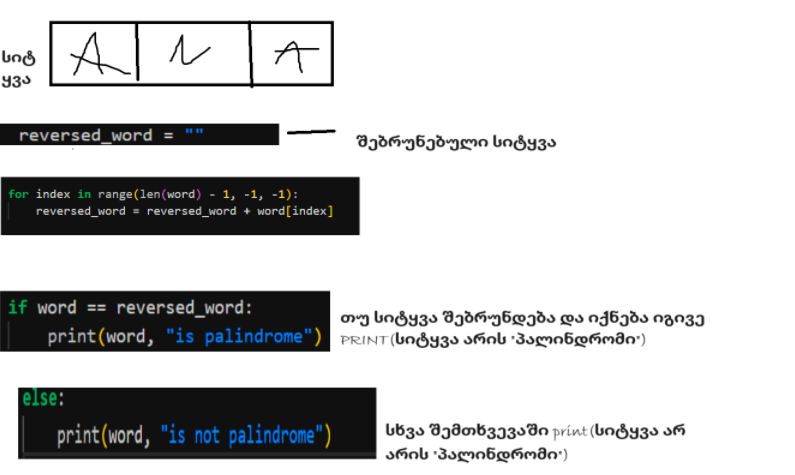 სიტ
ყვა
A N A
reversed_word = ""
შებრუნებული სიტყვა
for index in range(len(word) - 1, -1, -1):
reversed_word = reversed_word + word[index]
if word == reversed_word:
print(word, "is palindrome")
თუ სიტყვა შებრუნდება და იქნება იგივე
PRINT(სიტყვა არის "პალინდრომი")
else:
print(word, "is not palindrome")
სხვა შემთხვევაში print(სიტყვა არ
არის "პალინდრომი")